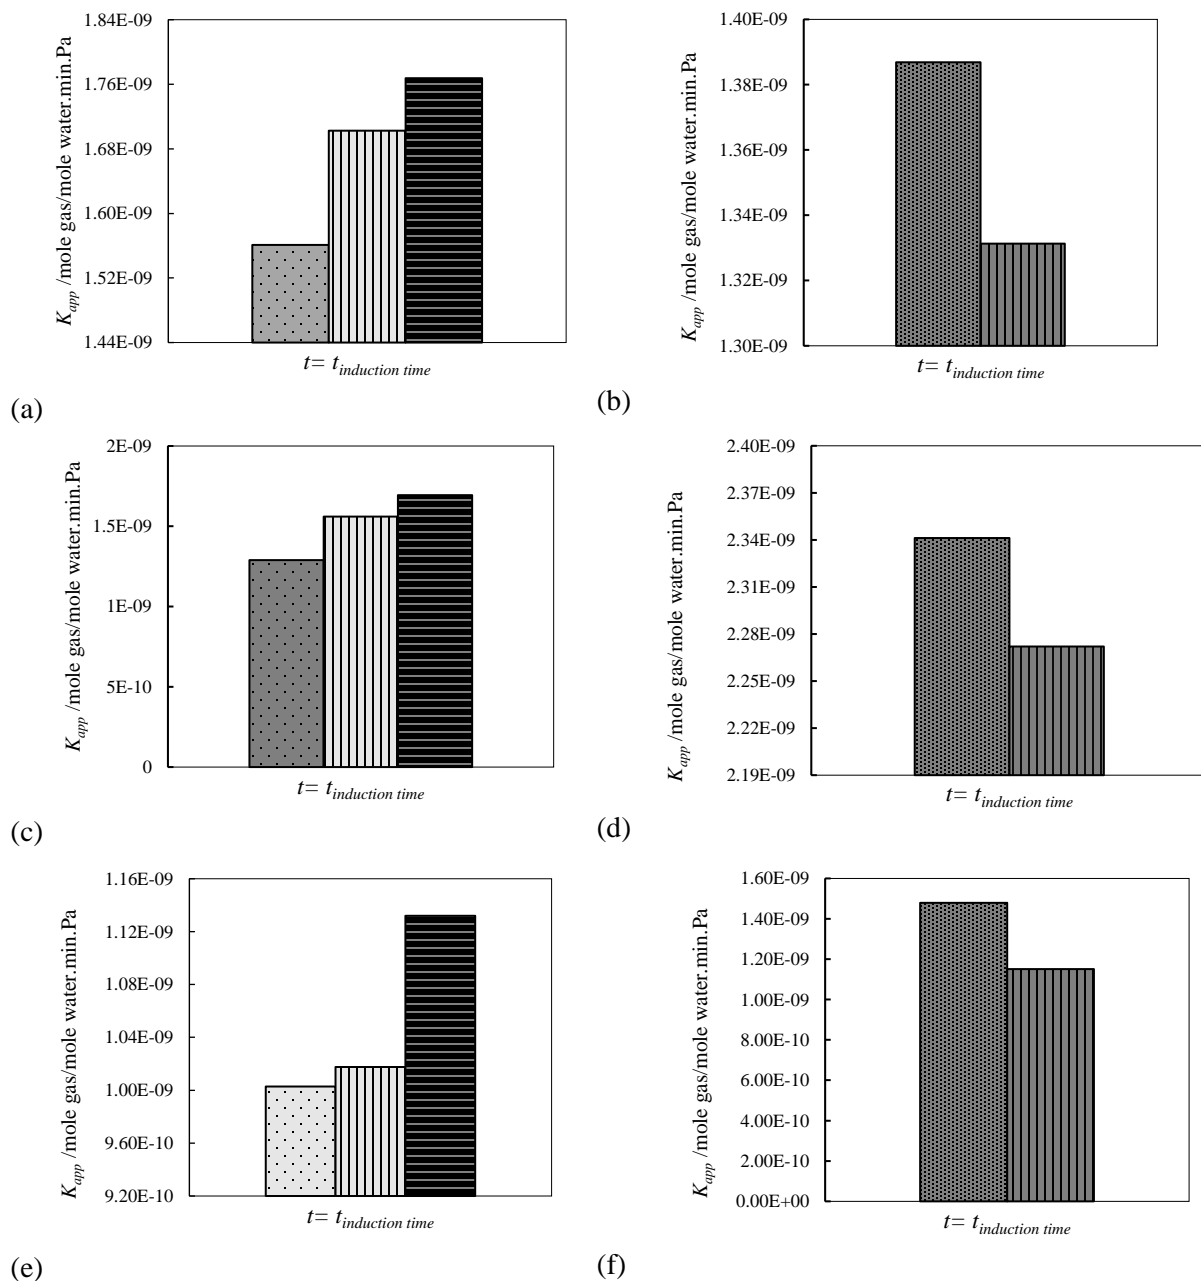 K_app /mole gas/mole water.min.Pa
1.84E-09
1.76E-09
1.68E-09
1.60E-09
1.52E-09
1.44E-09
t= t_induction time
(a)
K_app /mole gas/mole water.min.Pa
1.40E-09
1.38E-09
1.36E-09
1.34E-09
1.32E-09
1.30E-09
t= t_induction time
(b)
K_app /mole gas/mole water.min.Pa
2E-09
1.5E-09
1E-09
5E-10
0
t= t_induction time
(c)
K_app /mole gas/mole water.min.Pa
2.40E-09
2.37E-09
2.34E-09
2.31E-09
2.28E-09
2.25E-09
2.22E-09
2.19E-09
t= t_induction time
(d)
K_app /mole gas/mole water.min.Pa
1.16E-09
1.12E-09
1.08E-09
1.04E-09
1.00E-09
9.60E-10
9.20E-10
t= t_induction time
(e)
K_app /mole gas/mole water.min.Pa
1.60E-09
1.40E-09
1.20E-09
1.00E-09
8.00E-10
6.00E-10
4.00E-10
2.00E-10
0.00E+00
t= t_induction time
(f)